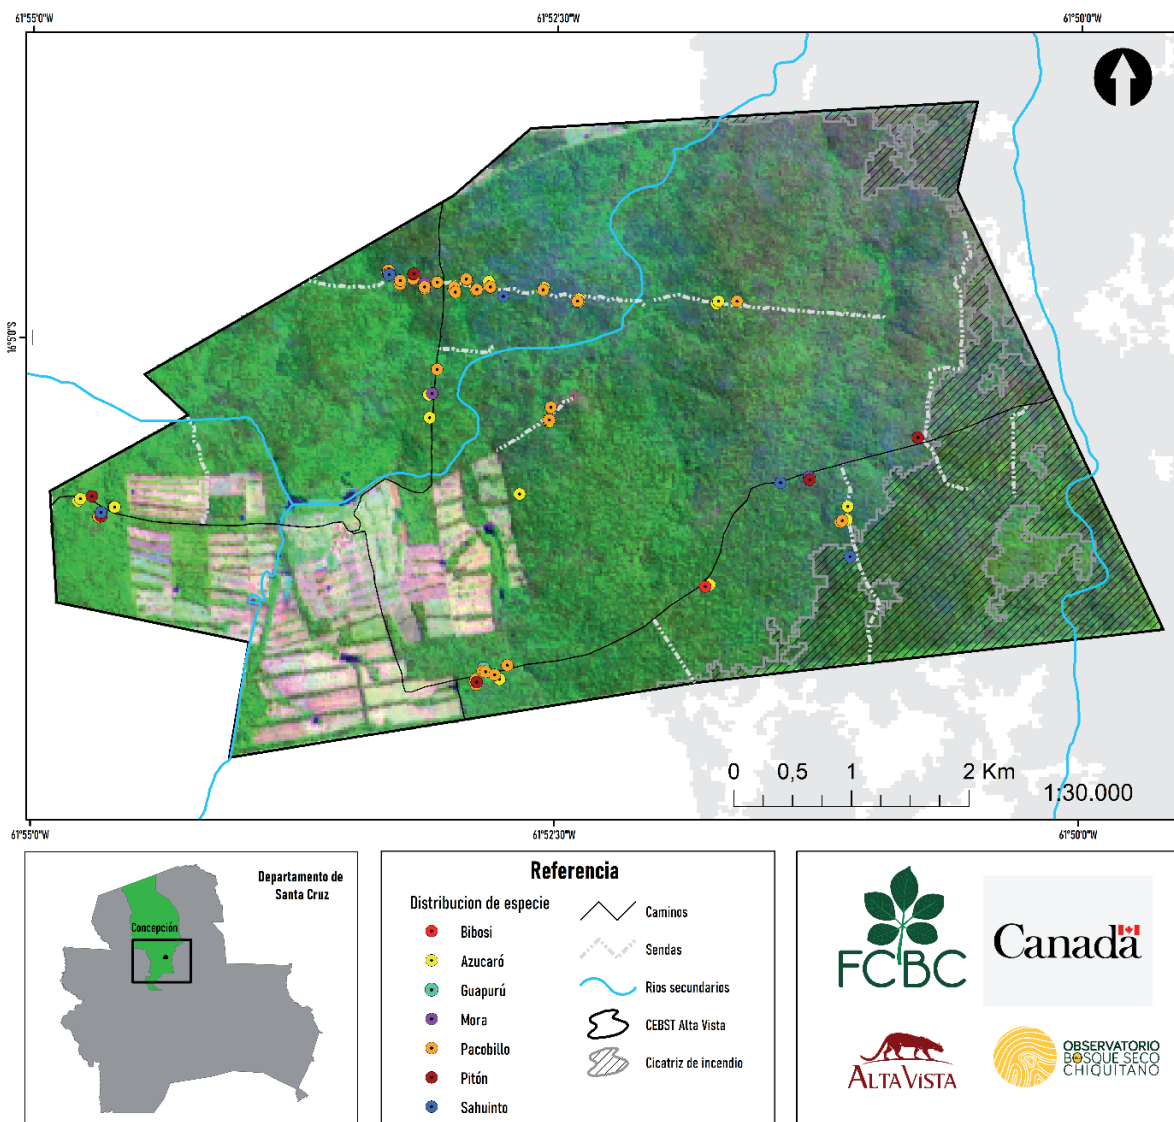 61°55'0"W
61°52'30"W
61°50'0"W
16°5'0"S
0 0,5 1 2 Km
1:30.000
61°55'0"W
61°52'30"W
61°50'0"W
Departamento de
Santa Cruz
Concepción
Referencia
Distribucion de especie
Bibosi
Azucaró
Guapurú
Mora
Pacobillo
Pitón
Sahuinto
Caminos
Sendas
Rios secundarios
CEBST Alta Vista
Cicatriz de incendio
FCBC
Canada
ALTA VISTA
OBSERVATORIO
BOSQUE SECO
CHIQUITANO